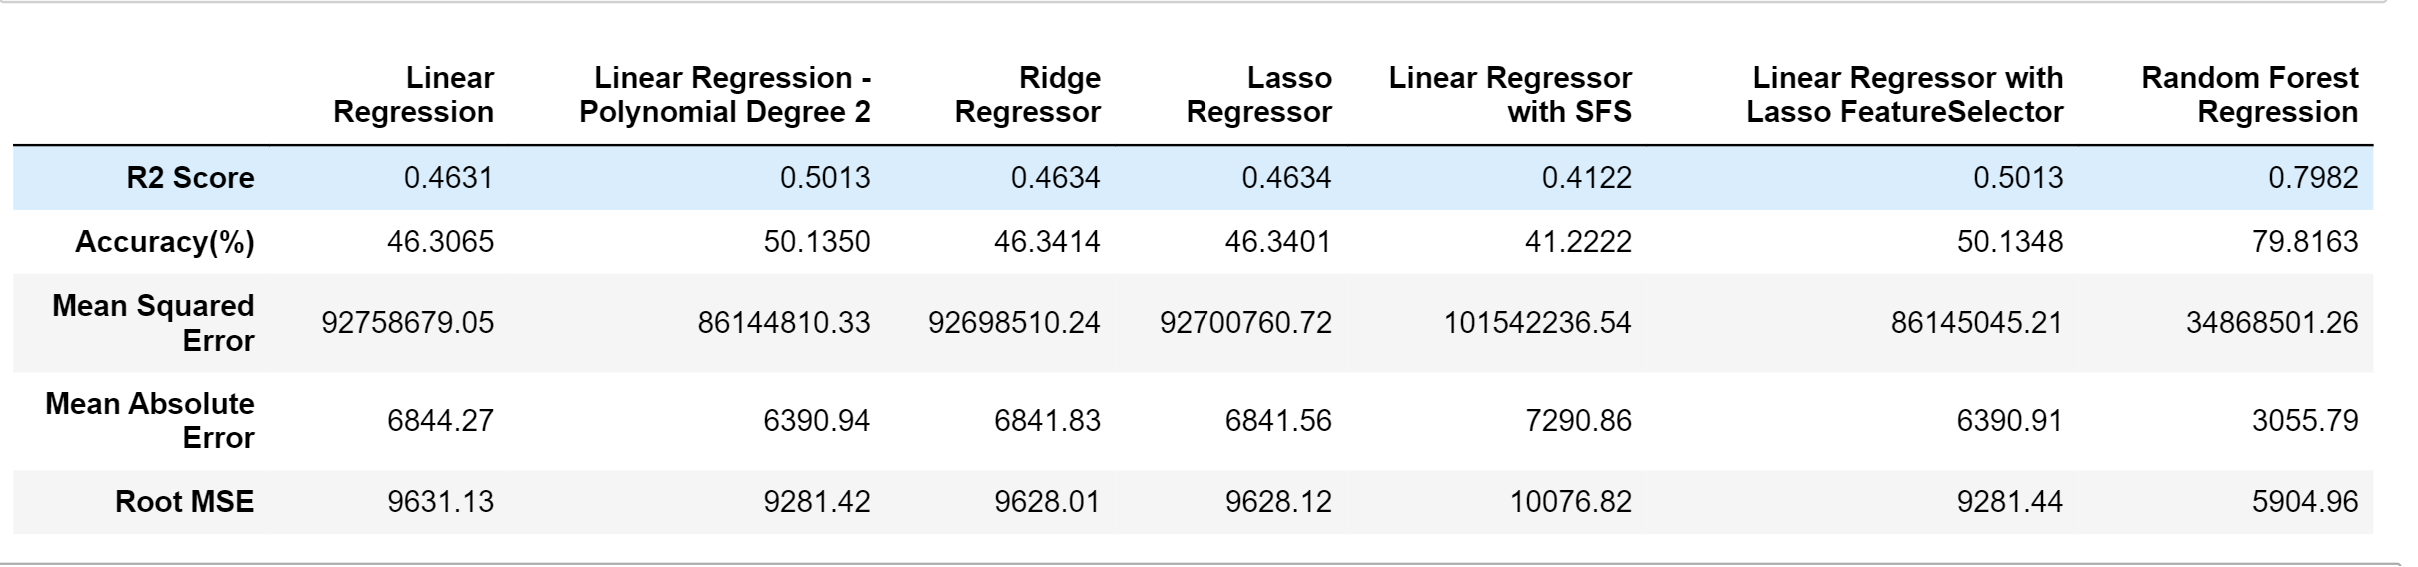 Linear Regression	Linear Regression - Polynomial Degree 2	Ridge Regressor	Lasso Regressor	Linear Regressor with SFS	Linear Regressor with Lasso FeatureSelector	Random Forest Regression
R2 Score	0.4631	0.5013	0.4634	0.4634	0.4122	0.5013	0.7982
Accuracy(%)	46.3065	50.1350	46.3414	46.3401	41.2222	50.1348	79.8163
Mean Squared Error	92758679.05	86144810.33	92698510.24	92700760.72	101542236.54	86145045.21	34868501.26
Mean Absolute Error	6844.27	6390.94	6841.83	6841.56	7290.86	6390.91	3055.79
Root MSE	9631.13	9281.42	9628.01	9628.12	10076.82	9281.44	5904.96